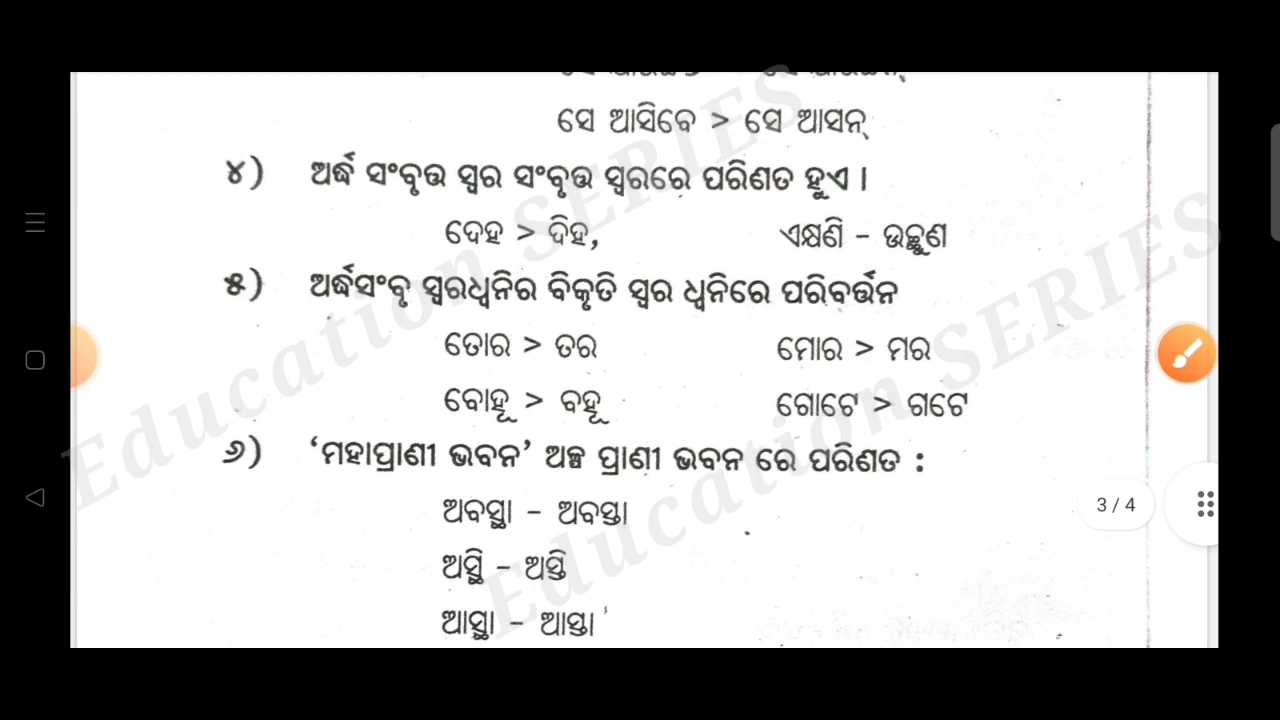 ସେ ଆସିବେ > ସେ ଆସନ୍
୪) ଅର୍ଦ୍ଧ ସଂବୃତ୍ତ ସ୍ୱର ସଂବୃତ୍ତ ସ୍ୱରରେ ପରିଣତ ହୁଏ ।
ଦେହ > ଦିହ, ଏକ୍ଷଣି - ଉଚ୍ଛୁଣ
୫) ଅର୍ଦ୍ଧସଂବୃ ସ୍ୱରଧ୍ୱନିର ବିକୃତି ସ୍ୱର ଧ୍ୱନିରେ ପରିବର୍ତ୍ତନ
ତୋର > ତର ମୋର > ମର
ବୋହୂ > ବହୂ ଗୋଟେ > ଗଟେ
୬) ‘ମହାପ୍ରାଣୀ ଭବନ’ ଅଳ୍ପ ପ୍ରାଣୀ ଭବନ ରେ ପରିଣତ :
ଅବସ୍ଥା - ଅବସ୍ତା
3 / 4
ଅସ୍ଥି - ଅସ୍ତି
ଆସ୍ଥା - ଆସ୍ତା
Education SERIES
Education SERIES